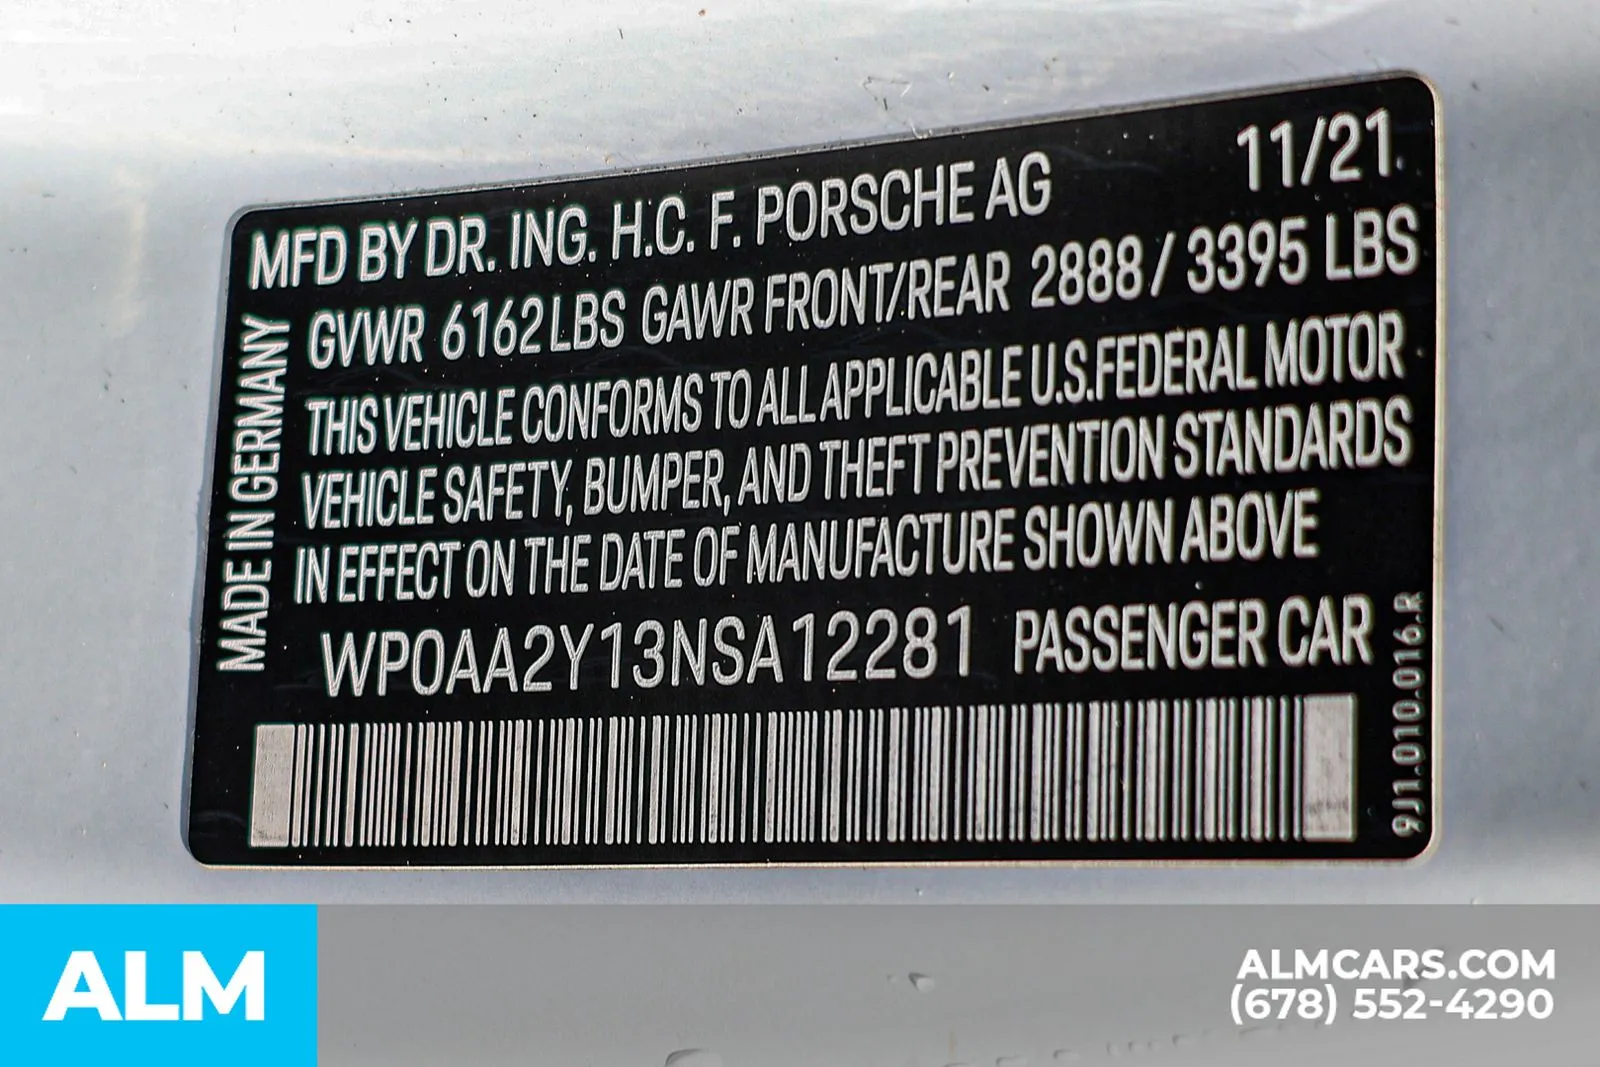 MFD BY DR. ING. H.C. F. PORSCHE AG 11/21
GVWR 6162 LBS GAWR FRONT/REAR 2888 / 3395 LBS
THIS VEHICLE CONFORMS TO ALL APPLICABLE U.S. FEDERAL MOTOR
VEHICLE SAFETY, BUMPER, AND THEFT PREVENTION STANDARDS
IN EFFECT ON THE DATE OF MANUFACTURE SHOWN ABOVE
WP0AA2Y13NSA12281 PASSENGER CAR
MADE IN GERMANY
9J1.010.016.R
ALM
ALMCARS.COM
(678) 552-4290